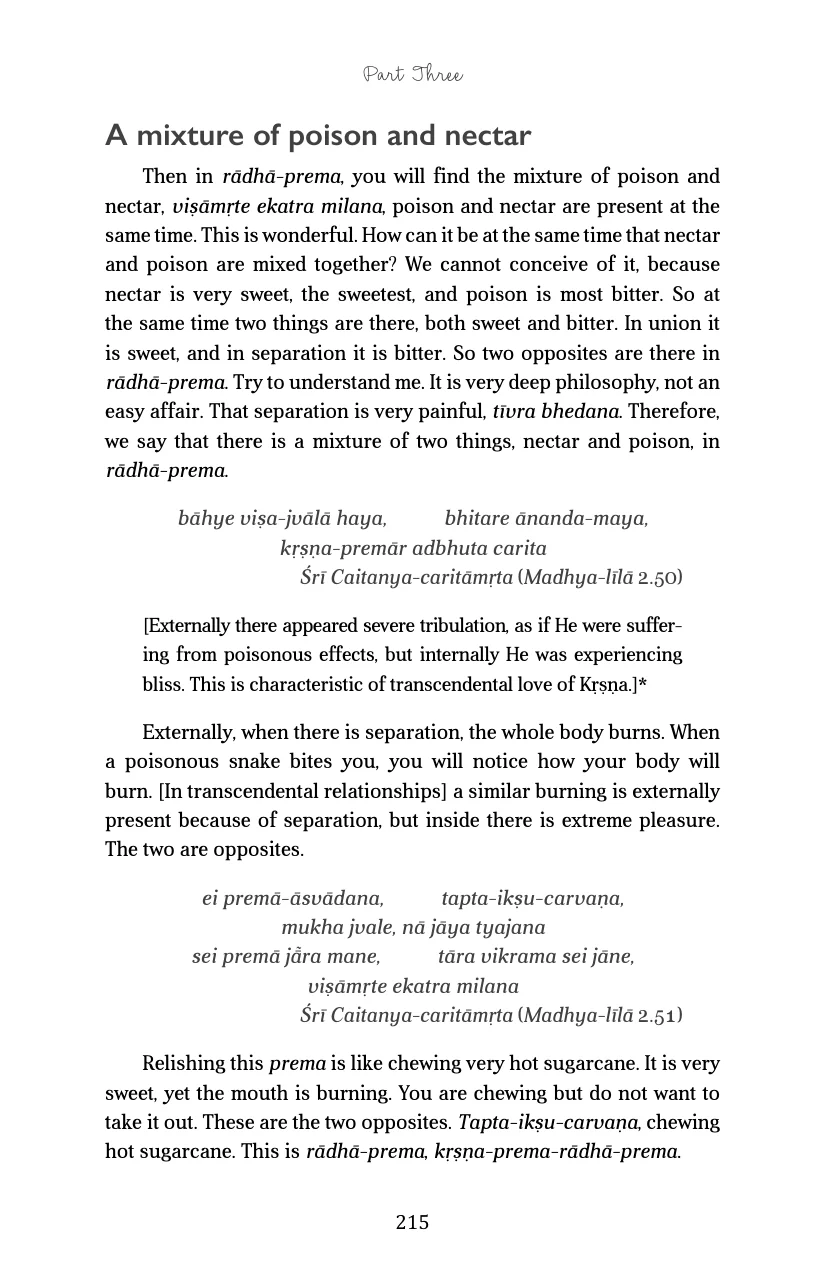 Part Three
A mixture of poison and nectar
Then in rādhā-prema, you will find the mixture of poison and
nectar, viṣāmṛte ekatra milana, poison and nectar are present at the
same time. This is wonderful. How can it be at the same time that nectar
and poison are mixed together? We cannot conceive of it, because
nectar is very sweet, the sweetest, and poison is most bitter. So at
the same time two things are there, both sweet and bitter. In union it
is sweet, and in separation it is bitter. So two opposites are there in
rādhā-prema. Try to understand me. It is very deep philosophy, not an
easy affair. That separation is very painful, tīvra bhedana. Therefore,
we say that there is a mixture of two things, nectar and poison, in
rādhā-prema.
bāhye viṣa-jvālā haya, bhitare ānanda-maya,
kṛṣṇa-premār adbhuta carita
Śrī Caitanya-caritāmṛta (Madhya-līlā 2.50)
[Externally there appeared severe tribulation, as if He were suffer-
ing from poisonous effects, but internally He was experiencing
bliss. This is characteristic of transcendental love of Kṛṣṇa.]*
Externally, when there is separation, the whole body burns. When
a poisonous snake bites you, you will notice how your body will
burn. [In transcendental relationships] a similar burning is externally
present because of separation, but inside there is extreme pleasure.
The two are opposites.
ei premā-āsvādana, tapta-ikṣu-carvaṇa,
mukha jvale, nā jāya tyajana
sei premā jā̐ra mane, tāra vikrama sei jāne,
viṣāmṛte ekatra milana
Śrī Caitanya-caritāmṛta (Madhya-līlā 2.51)
Relishing this prema is like chewing very hot sugarcane. It is very
sweet, yet the mouth is burning. You are chewing but do not want to
take it out. These are the two opposites. Tapta-ikṣu-carvaṇa, chewing
hot sugarcane. This is rādhā-prema, kṛṣṇa-prema-rādhā-prema.
215